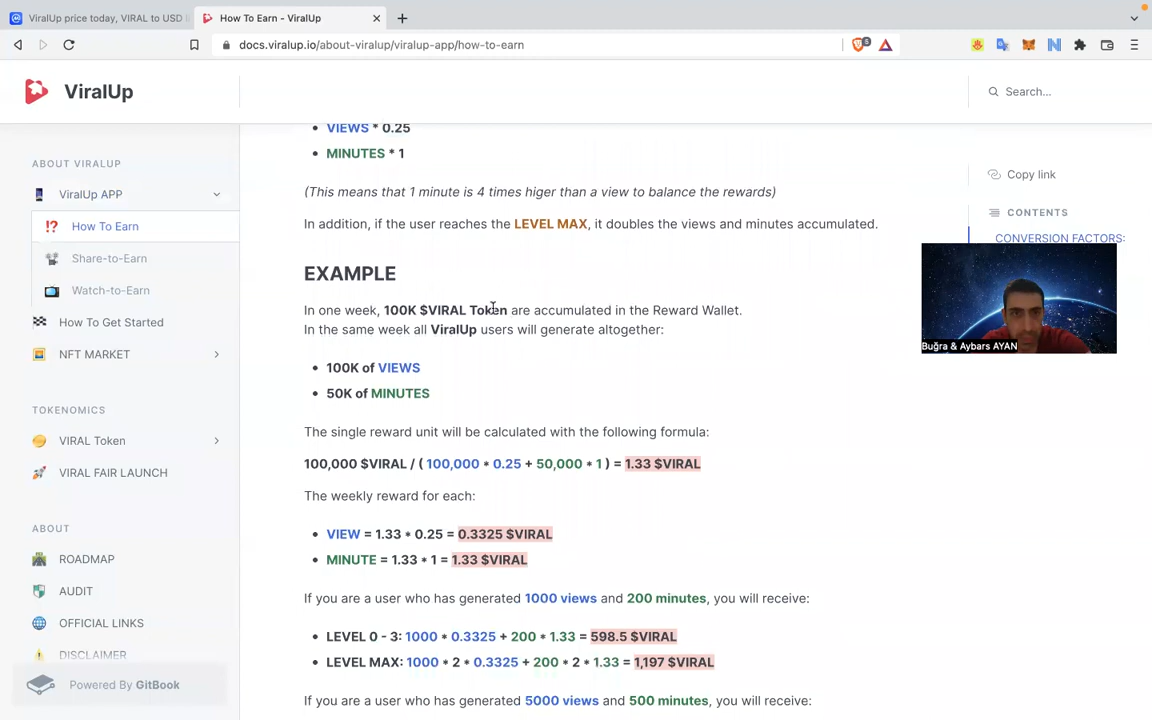 ViralUp price today, VIRAL to USD
How To Earn - ViralUp
docs.viralup.io/about-viralup/viralup-app/how-to-earn
8
ViralUp
Search...
ABOUT VIRALUP
ViralUp APP
How To Earn
Share-to-Earn
Watch-to-Earn
How To Get Started
NFT MARKET
TOKENOMICS
VIRAL Token
VIRAL FAIR LAUNCH
ABOUT
ROADMAP
AUDIT
OFFICIAL LINKS
DISCLAIMER
Powered By GitBook
• VIEWS * 0.25
• MINUTES * 1
(This means that 1 minute is 4 times higer than a view to balance the rewards)
In addition, if the user reaches the LEVEL MAX, it doubles the views and minutes accumulated.
EXAMPLE
In one week, 100K $VIRAL Token are accumulated in the Reward Wallet.
In the same week all ViralUp users will generate altogether:
• 100K of VIEWS
• 50K of MINUTES
The single reward unit will be calculated with the following formula:
100,000 $VIRAL / ( 100,000 * 0.25 + 50,000 * 1 ) = 1.33 $VIRAL
The weekly reward for each:
• VIEW = 1.33 * 0.25 = 0.3325 $VIRAL
• MINUTE = 1.33 * 1 = 1.33 $VIRAL
If you are a user who has generated 1000 views and 200 minutes, you will receive:
• LEVEL 0 - 3: 1000 * 0.3325 + 200 * 1.33 = 598.5 $VIRAL
• LEVEL MAX: 1000 * 2 * 0.3325 + 200 * 2 * 1.33 = 1,197 $VIRAL
If you are a user who has generated 5000 views and 500 minutes, you will receive:
Copy link
CONTENTS
CONVERSION FACTORS:
Buğra & Aybars AYAN